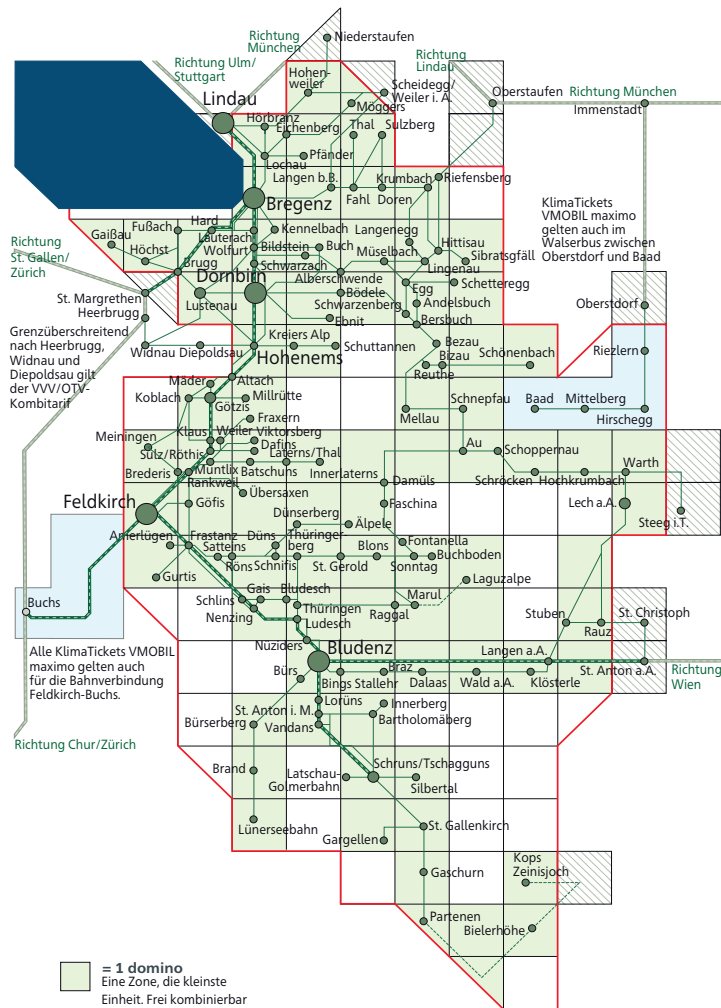 Richtung
München
Niederstaufen
Richtung Ulm/
Stuttgart
Richtung
Lindau
Hohen-
weiler
Scheidegg/
Weiler i. A.
Oberstaufen
Richtung München
Immenstadt
Lindau
Möggers
Hörbranz
Eichenberg
Thal
Sulzberg
Lochau
Pfänder
Langen b.B.
Krumbach
Riefensberg
Fahl
Doren
Bregenz
KlimaTickets
VMOBIL maximo
gelten auch im
Walserbus zwischen
Oberstdorf und Baad
Fußach
Hard
Kennelbach
Langenegg
Gaißau
Lauterach
Wolfurt
Bildstein
Buch
Hittisau
Höchst
Schwarzach
Müselbach
Lingenau
Sibratsgfäll
Richtung
St. Gallen/
Zürich
Brugg
Alberschwende
Egg
Schetteregg
Dornbirn
Bödele
Andelsbuch
St. Margrethen
Heerbrugg
Lustenau
Schwarzenberg
Oberstdorf
Ebnit
Bersbuch
Grenzüberschreitend
nach Heerbrugg,
Widnau und
Diepoldsau gilt
der VVV/OTV-
Kombitarif
Kreiers Alp
Schuttannen
Bezau
Widnau Diepoldsau
Hohenems
Bizau
Schönenbach
Riezlern
Reuthe
Mäder
Altach
Koblach
Götzis
Millrütte
Schnepfau
Baad
Mittelberg
Mellau
Hirschegg
Fraxern
Meiningen
Klaus
Weiler
Viktorsberg
Sulz/Röthis
Dafins
Au
Schoppernau
Laterns/Thal
Brederis
Muntlix
Batschuns
Innerlaterns
Damüls
Schröcken
Hochkrumbach
Warth
Rankweil
Übersaxen
Feldkirch
Göfis
Faschina
Lech a.A.
Steeg i.T.
Dünserberg
Älpele
Amerlügen
Frastanz
Düns
Thüringer-
berg
Fontanella
Satteins
Blons
Buchboden
Röns
Schnifis
St. Gerold
Sonntag
Gurtis
Laguzalpe
Gais
Bludesch
Marul
Schlins
Buchs
Thüringen
Raggal
Nenzing
Ludesch
Stuben
Rauz
St. Christoph
Nüziders
Alle KlimaTickets VMOBIL
maximo gelten auch
für die Bahnverbindung
Feldkirch-Buchs.
Bludenz
Langen a.A.
Bürs
Braz
St. Anton a.A.
Richtung
Wien
Bings Stallehr
Dalaas
Wald a.A.
Klösterle
Lorüns
Innerberg
St. Anton i. M.
Bartholomäberg
Bürserberg
Vandans
Richtung Chur/Zürich
Brand
Schruns/Tschagguns
Latschau-
Golmerbahn
Silbertal
Lünerseebahn
St. Gallenkirch
Gargellen
Gaschurn
Kops
Zeinisjoch
Partenen
Bielerhöhe
= 1 domino
Eine Zone, die kleinste
Einheit. Frei kombinierbar